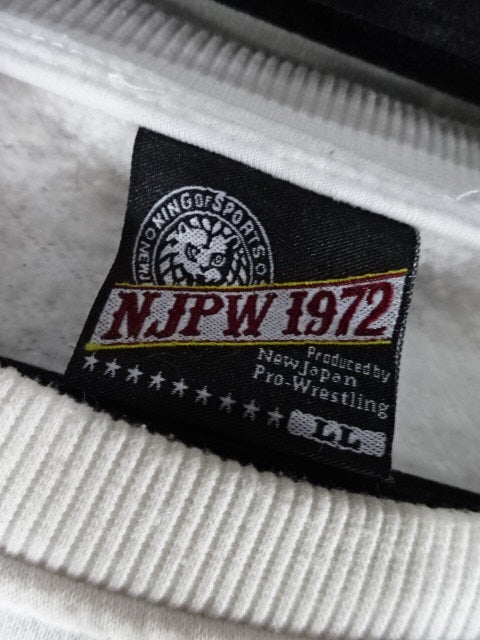 KING OF SPORTS
NJPW 1972
Produced by
New Japan
Pro-Wrestling
LL